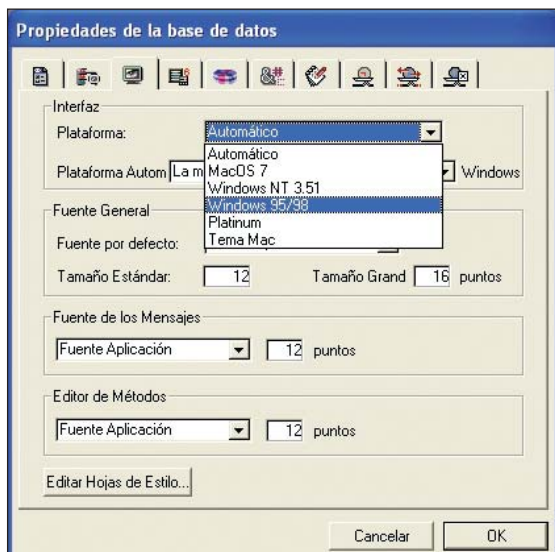 Propiedades de la base de datos
Interfaz
Plataforma: Automático
Automático
MacOS 7
Windows NT 3.51
Windows 95/98
Platinum
Tema Mac
Plataforma Autom La m Windows
Fuente General
Fuente por defecto:
Tamaño Estándar: 12 Tamaño Grand 16 puntos
Fuente de los Mensajes
Fuente Aplicación 12 puntos
Editor de Métodos
Fuente Aplicación 12 puntos
Editar Hojas de Estilo...
Cancelar OK